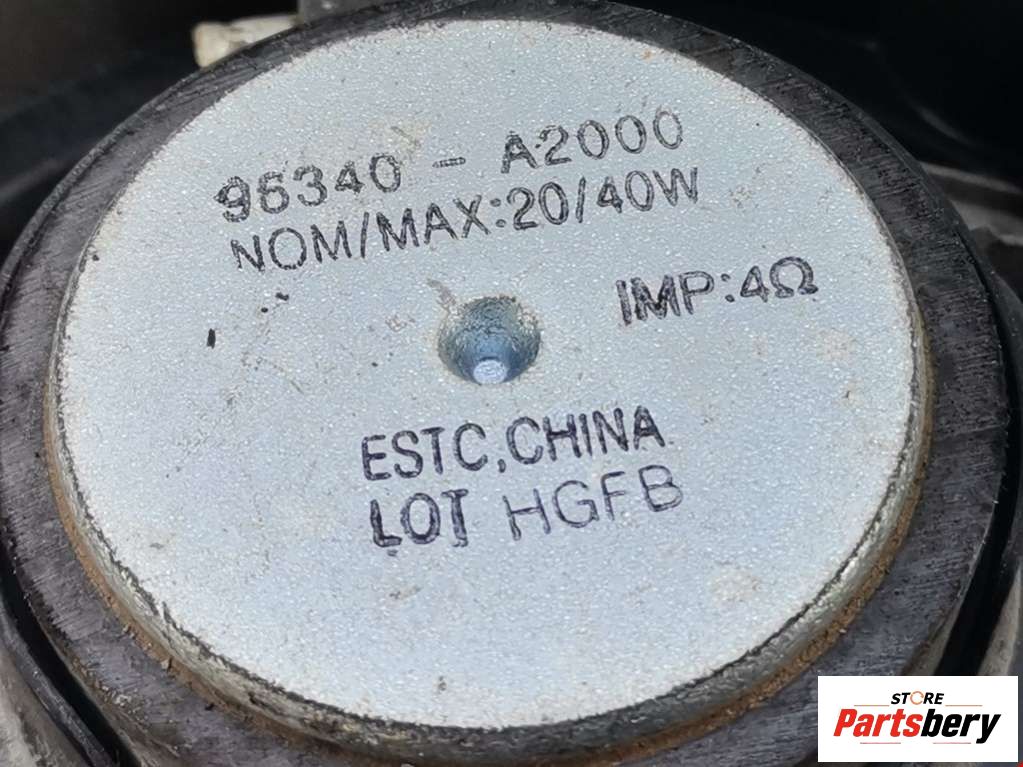 96340 - A2000
NOM/MAX:20/40W
IMP:4Ω
ESTC,CHINA
LOT HGFB
STORE
Partsbery